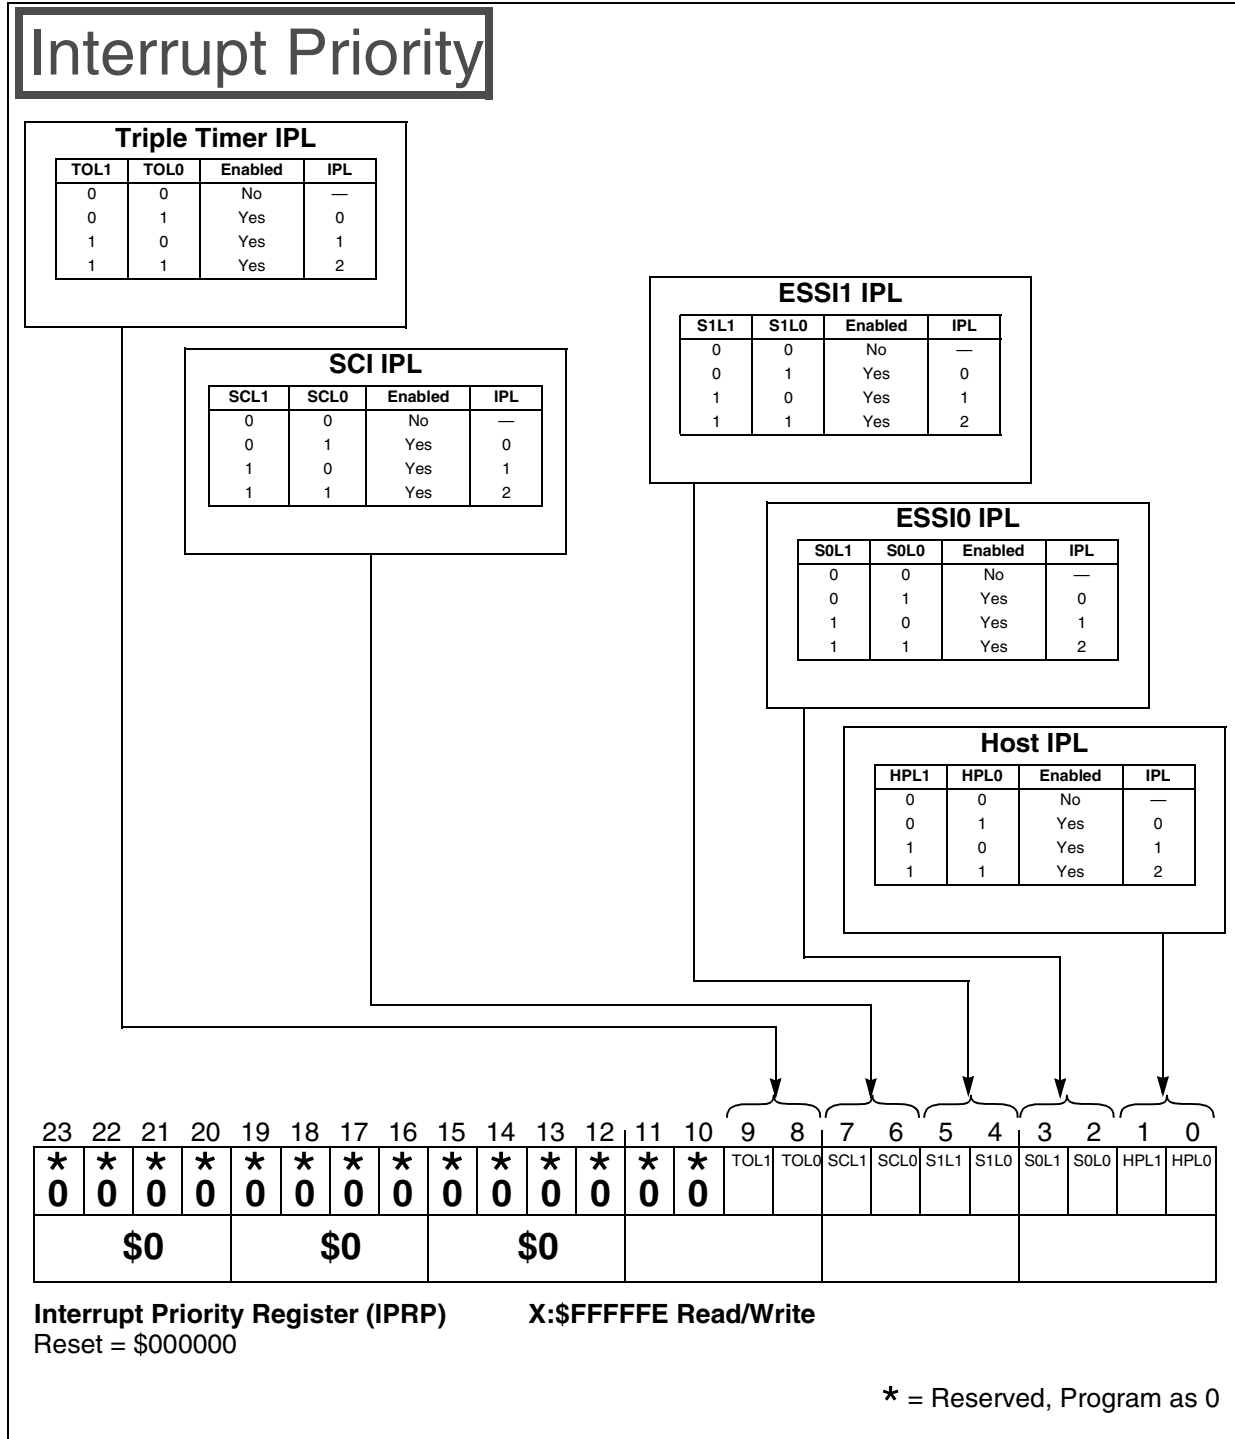 Interrupt Priority
Triple Timer IPL
TOL1 TOL0 Enabled IPL
0 0 No —
0 1 Yes 0
1 0 Yes 1
1 1 Yes 2
SCI IPL
SCL1 SCL0 Enabled IPL
0 0 No —
0 1 Yes 0
1 0 Yes 1
1 1 Yes 2
ESSI1 IPL
S1L1 S1L0 Enabled IPL
0 0 No —
0 1 Yes 0
1 0 Yes 1
1 1 Yes 2
ESSI0 IPL
S0L1 S0L0 Enabled IPL
0 0 No —
0 1 Yes 0
1 0 Yes 1
1 1 Yes 2
Host IPL
HPL1 HPL0 Enabled IPL
0 0 No —
0 1 Yes 0
1 0 Yes 1
1 1 Yes 2
23 22 21 20 19 18 17 16 15 14 13 12 11 10 9 8 7 6 5 4 3 2 1 0
* * * * * * * * * * * * * * TOL1 TOL0 SCL1 SCL0 S1L1 S1L0 S0L1 S0L0 HPL1 HPL0
0 0 0 0 0 0 0 0 0 0 0 0 0 0
$0 $0 $0
Interrupt Priority Register (IPRP) X:$FFFFFE Read/Write
Reset = $000000
* = Reserved, Program as 0